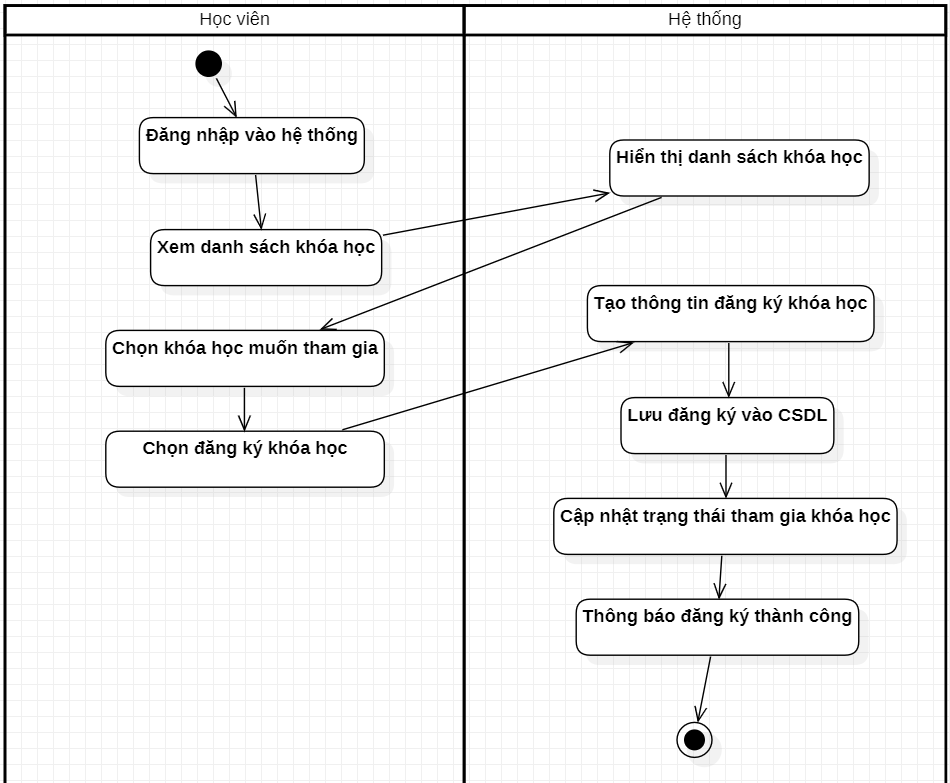 Học viên
Hệ thống
Đăng nhập vào hệ thống
Hiển thị danh sách khóa học
Xem danh sách khóa học
Tạo thông tin đăng ký khóa học
Chọn khóa học muốn tham gia
Lưu đăng ký vào CSDL
Chọn đăng ký khóa học
Cập nhật trạng thái tham gia khóa học
Thông báo đăng ký thành công